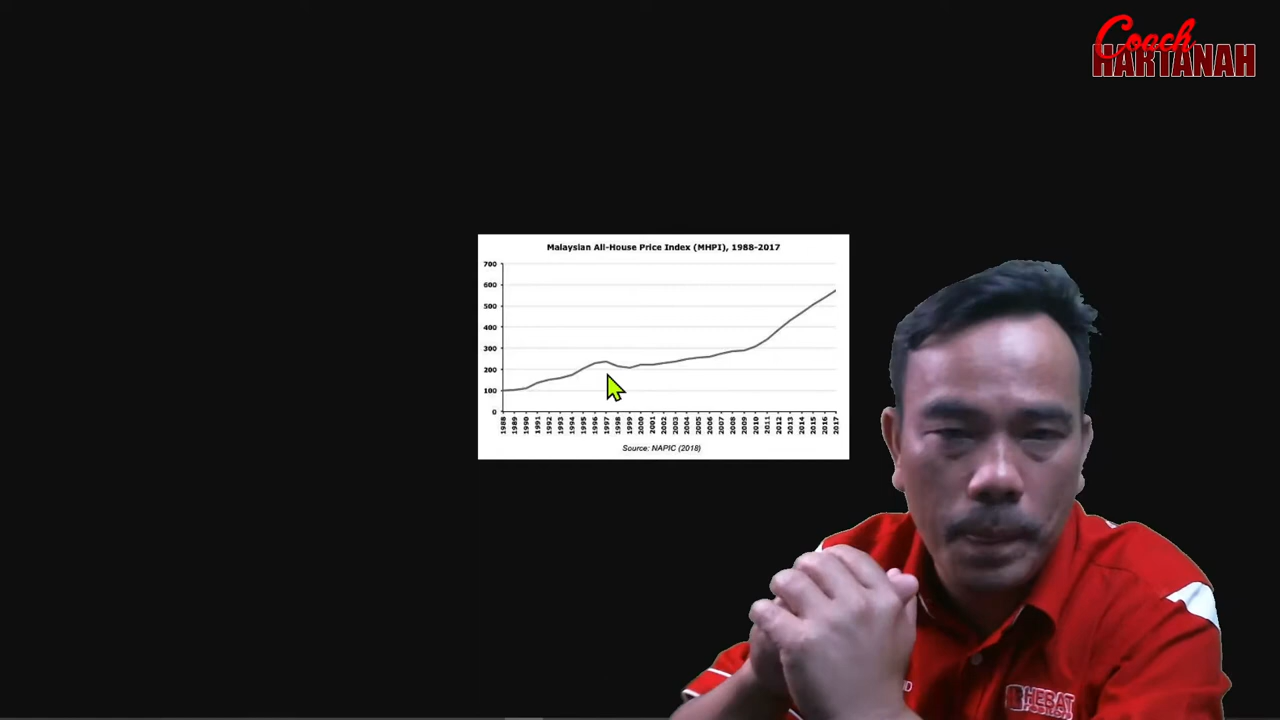 Coach
HARTANAH
Malaysian All-House Price Index (MHPI), 1988-2017
700
600
500
400
300
200
100
0
1988 1989 1990 1991 1992 1993 1994 1995 1996 1997 1998 1999 2000 2001 2002 2003 2004 2005 2006 2007 2008 2009 2010 2011 2012 2013 2014 2015 2016 2017
Source: NAPIC (2018)
HEBAT